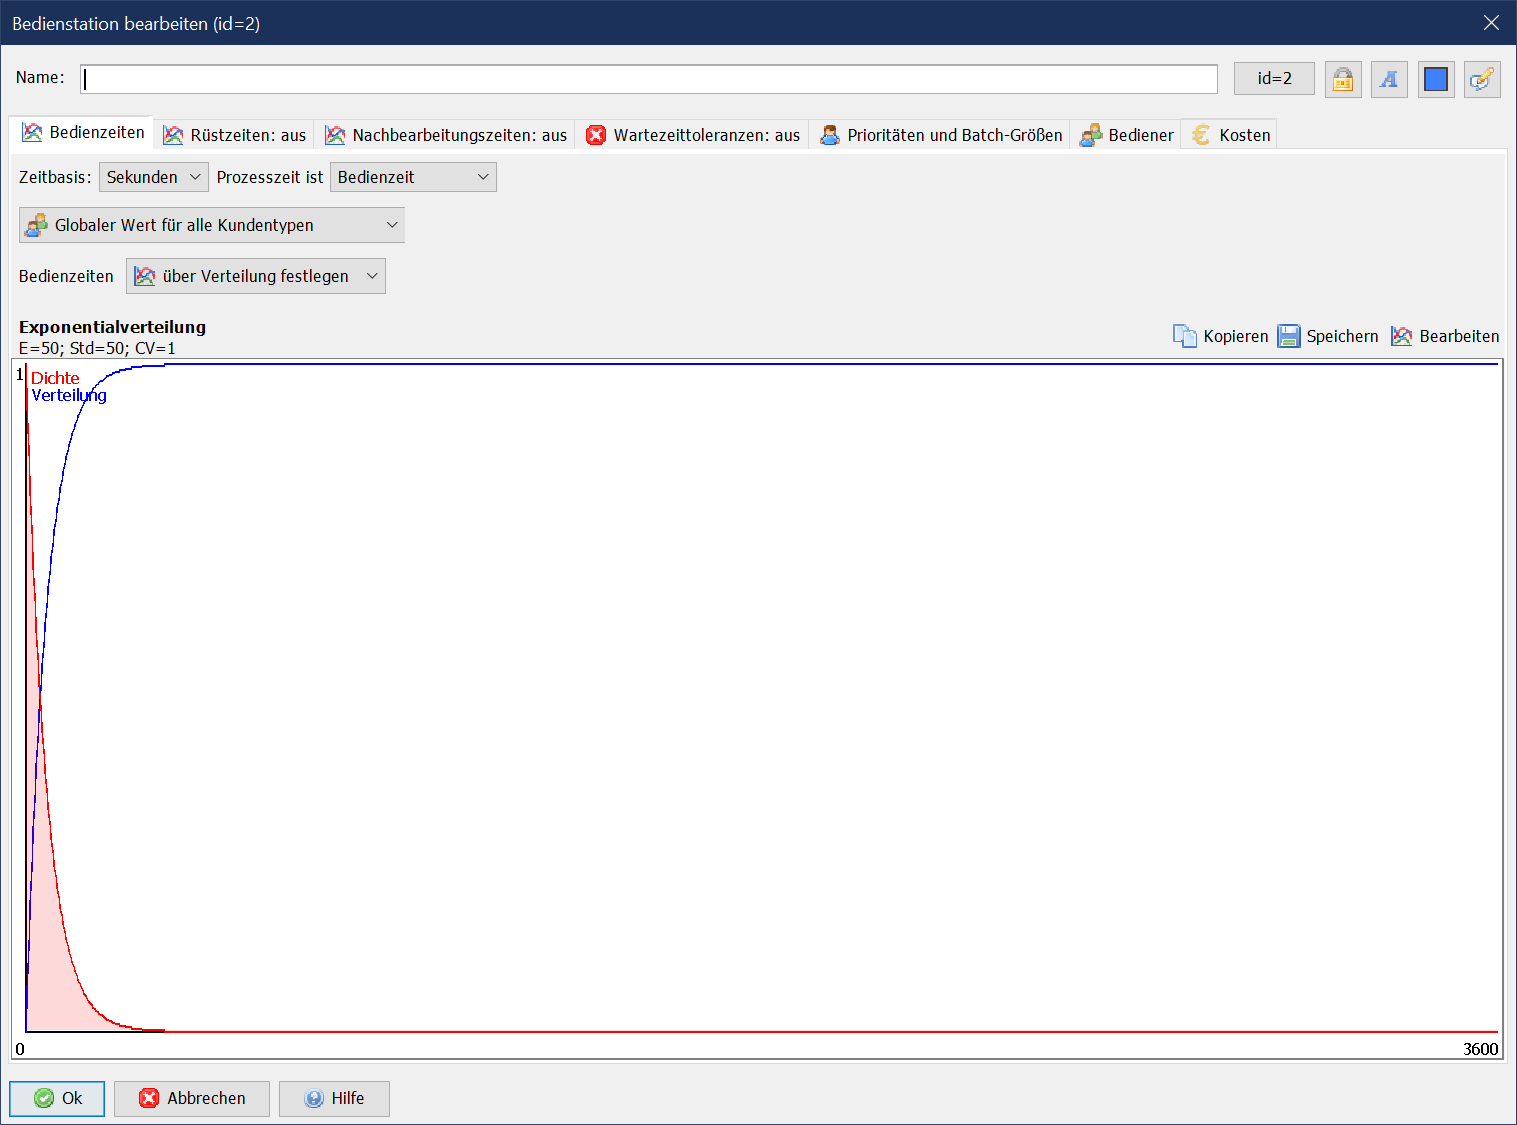 Bedienstation bearbeiten (id=2)
Name: id=2
Bedienzeiten Rüstzeiten: aus Nachbearbeitungszeiten: aus Wartezeittoleranzen: aus Prioritäten und Batch-Größen Bediener Kosten
Zeitbasis: Sekunden Prozesszeit ist Bedienzeit
Globaler Wert für alle Kundentypen
Bedienzeiten über Verteilung festlegen
Exponentialverteilung
E=50; Std=50; CV=1
Kopieren Speichern Bearbeiten
1 Dichte
Verteilung
0 3600
Ok Abbrechen Hilfe